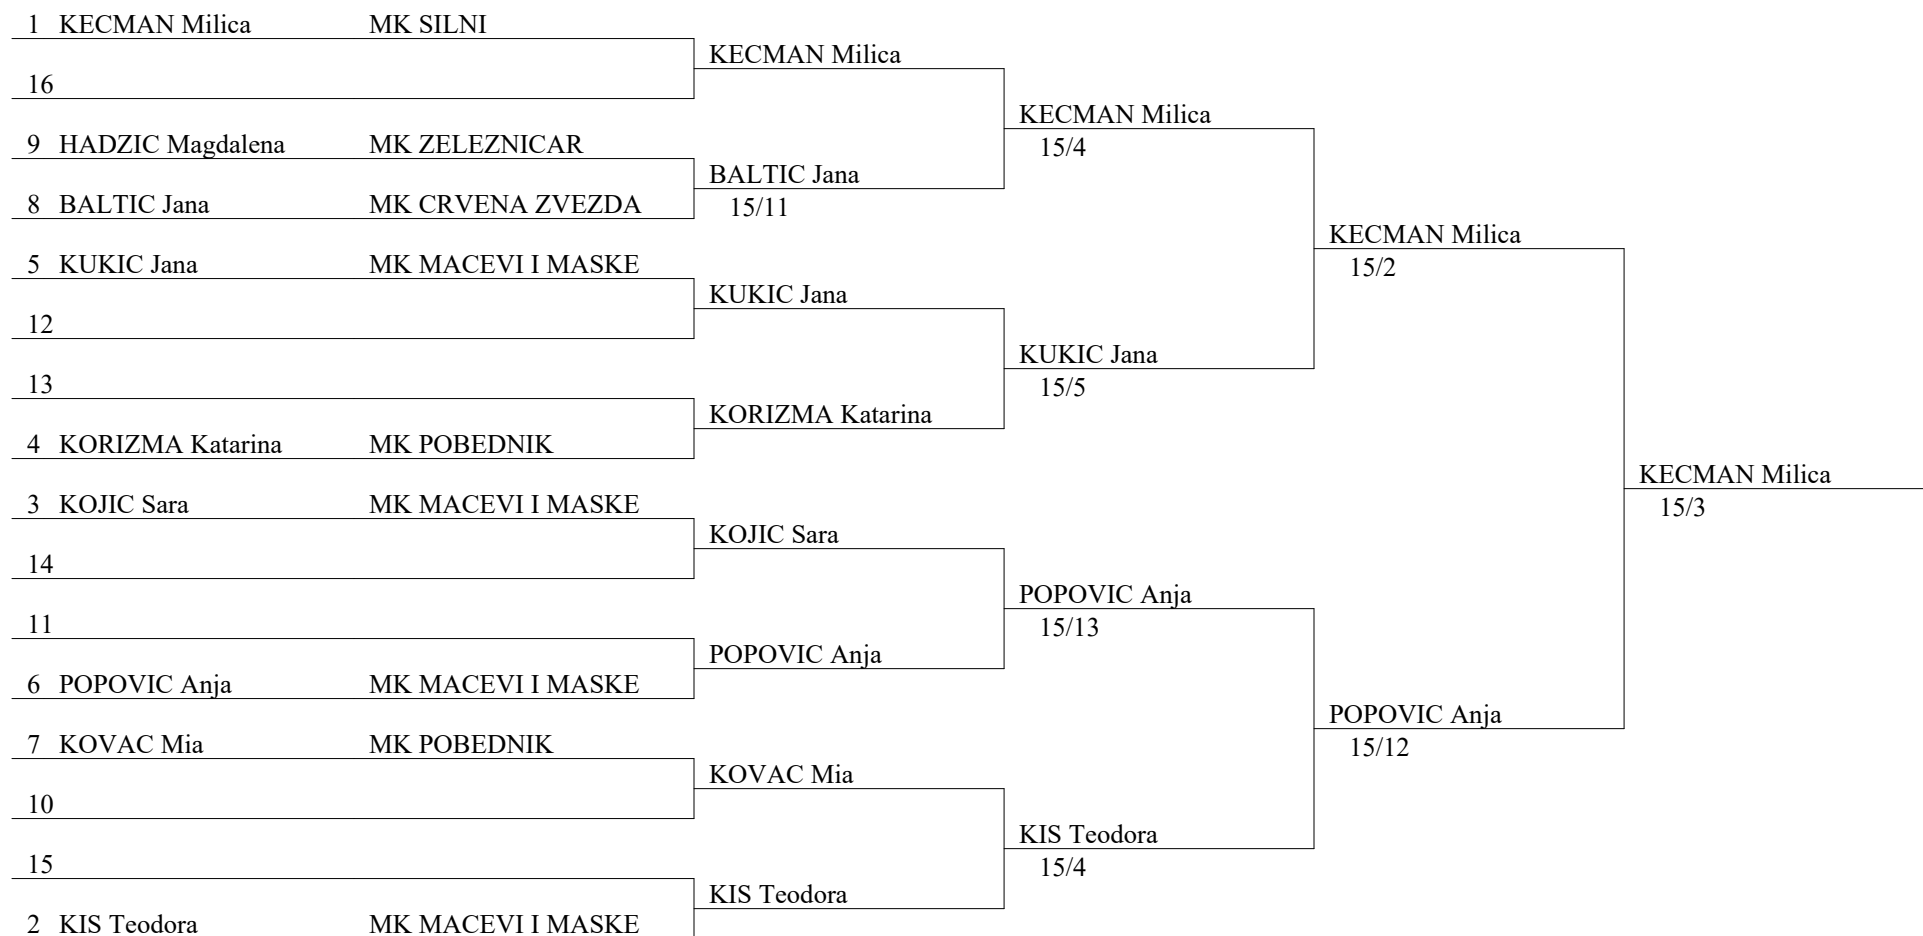 1 KECMAN Milica MK SILNI
KECMAN Milica
16
KECMAN Milica
15/4
9 HADZIC Magdalena MK ZELEZNICAR
BALTIC Jana
15/11
8 BALTIC Jana MK CRVENA ZVEZDA
KECMAN Milica
15/2
5 KUKIC Jana MK MACEVI I MASKE
KUKIC Jana
12
KUKIC Jana
15/5
13
KORIZMA Katarina
4 KORIZMA Katarina MK POBEDNIK
KECMAN Milica
15/3
3 KOJIC Sara MK MACEVI I MASKE
KOJIC Sara
14
POPOVIC Anja
15/13
11
POPOVIC Anja
6 POPOVIC Anja MK MACEVI I MASKE
POPOVIC Anja
15/12
7 KOVAC Mia MK POBEDNIK
KOVAC Mia
10
KIS Teodora
15/4
15
KIS Teodora
2 KIS Teodora MK MACEVI I MASKE